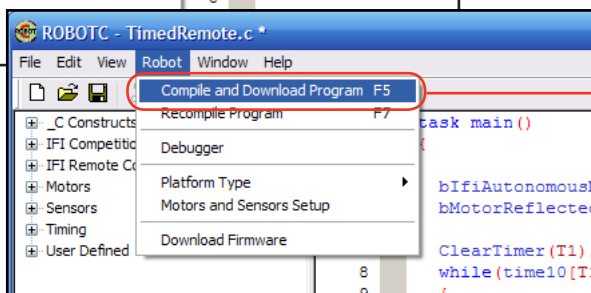 ROBOTC - TimedRemote.c *
File Edit View Robot Window Help
Compile and Download Program F5
Recompile Program F7
Debugger
Platform Type
Motors and Sensors Setup
Download Firmware
_C Constructs
IFI Competitio
IFI Remote Co
Motors
Sensors
Timing
User Defined
task main()
{
bIfiAutonomousM
bMotorReflected
ClearTimer(T1)
8 while(time10[T1
9 {